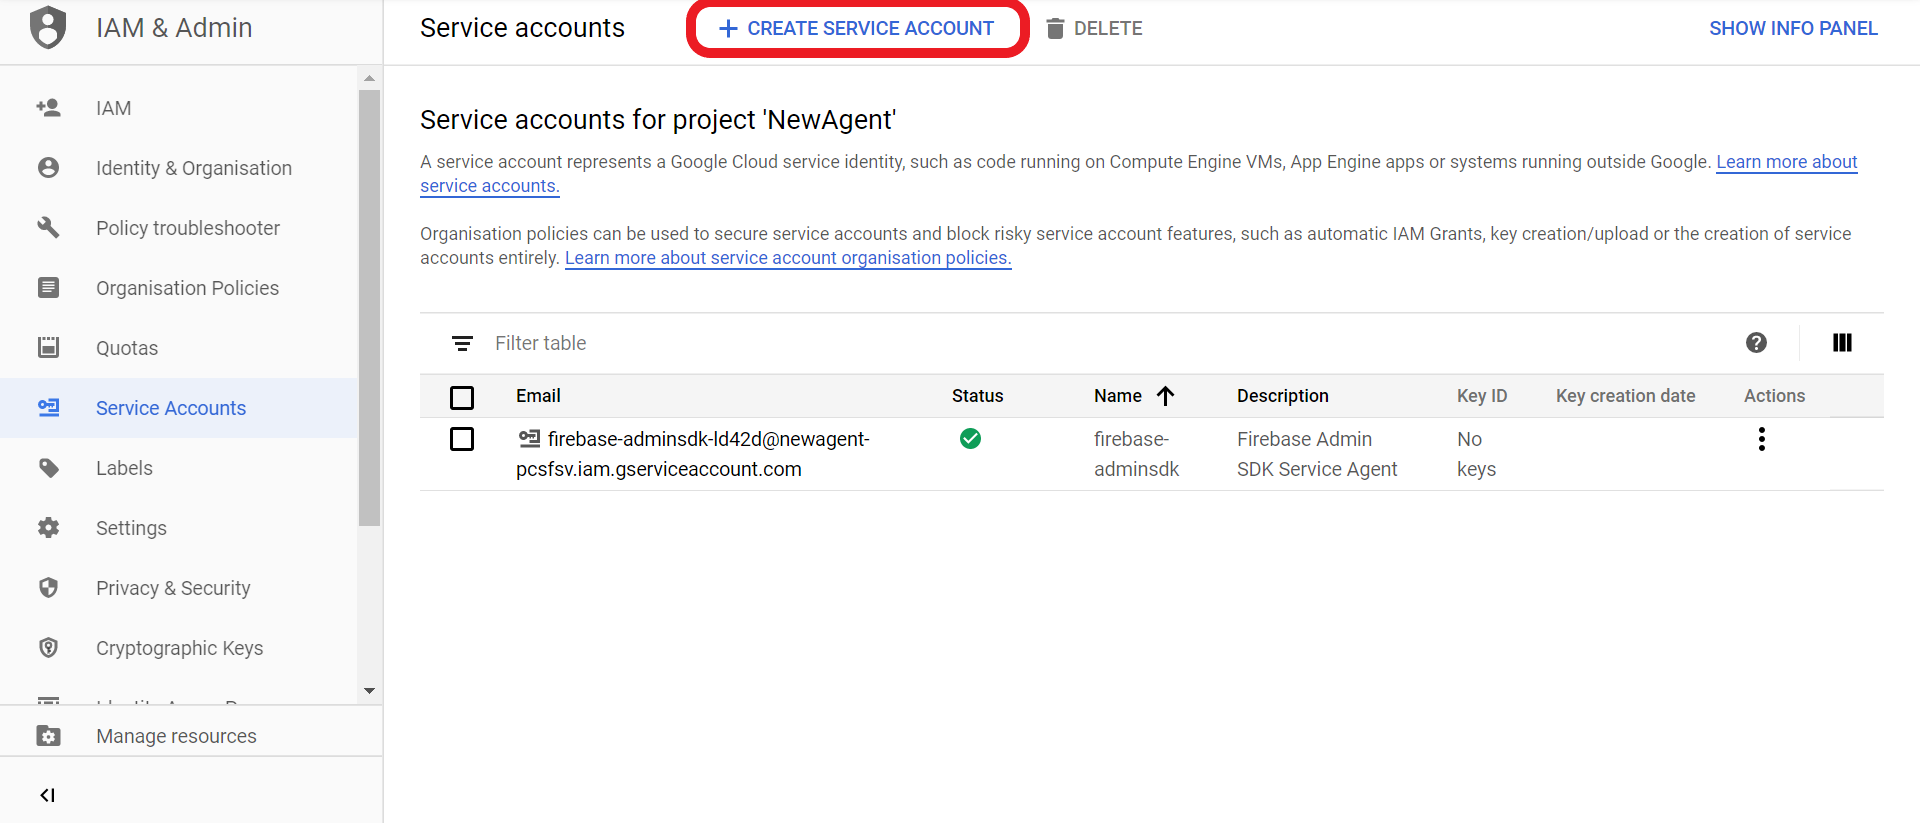 IAM & Admin
Service accounts
CREATE SERVICE ACCOUNT
DELETE
SHOW INFO PANEL
IAM
Identity & Organisation
Policy troubleshooter
Organisation Policies
Quotas
Service Accounts
Labels
Settings
Privacy & Security
Cryptographic Keys
Manage resources
Service accounts for project 'NewAgent'
A service account represents a Google Cloud service identity, such as code running on Compute Engine VMs, App Engine apps or systems running outside Google. Learn more about
service accounts.
Organisation policies can be used to secure service accounts and block risky service account features, such as automatic IAM Grants, key creation/upload or the creation of service
accounts entirely. Learn more about service account organisation policies.
Filter table
Email Status Name Description Key ID Key creation date Actions
firebase-adminsdk-ld42d@newagent- firebase- Firebase Admin No
pcsfsv.iam.gserviceaccount.com adminsdk SDK Service Agent keys